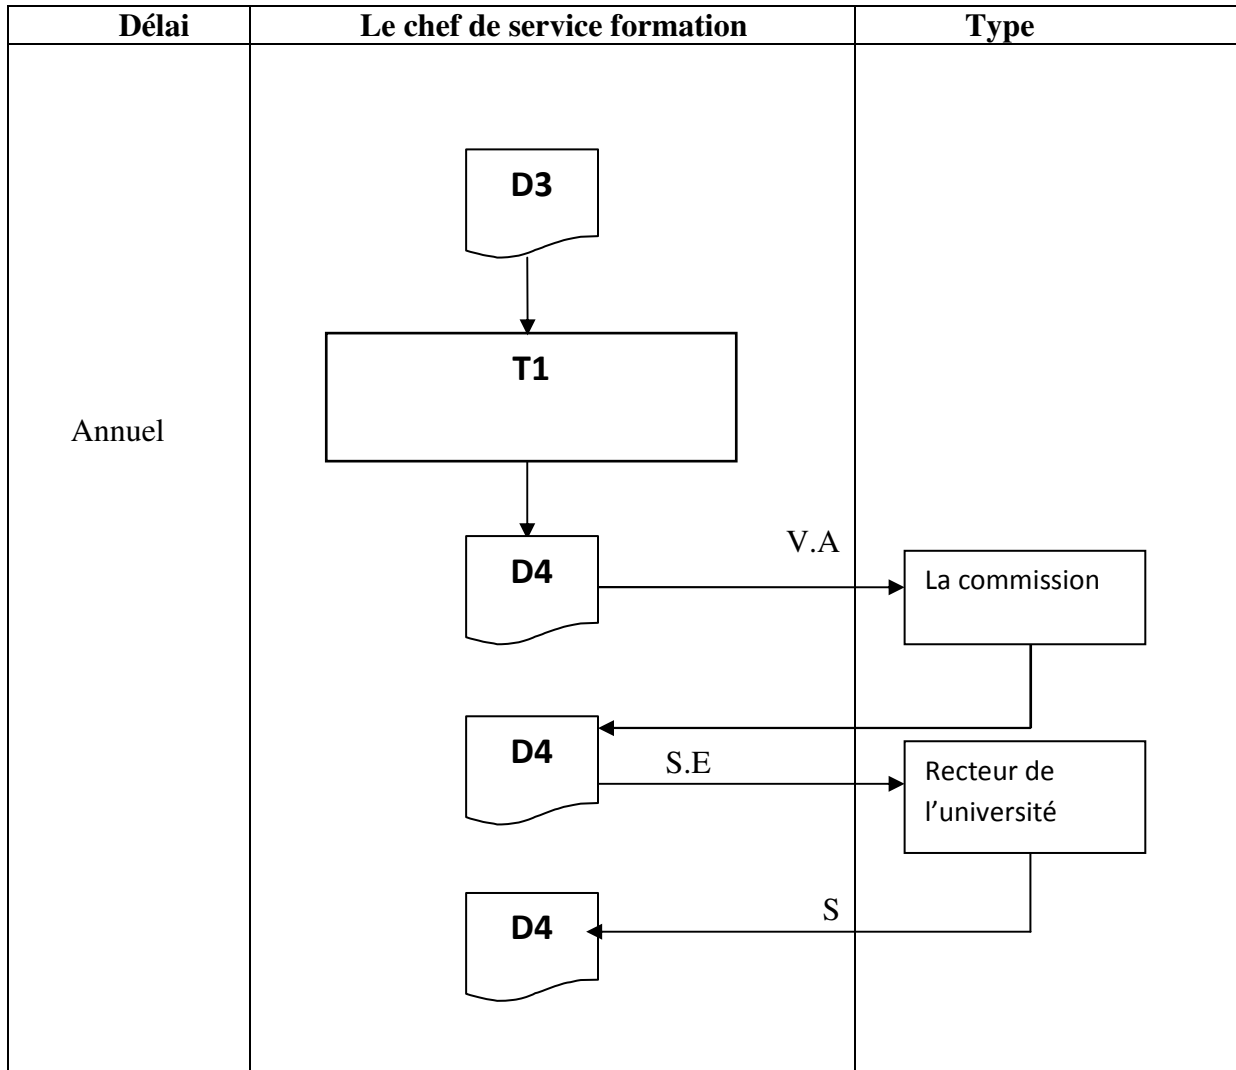 Délai
Le chef de service formation
Type
D3
T1
Annuel
V.A
D4
La commission
D4
S.E
Recteur de
l’université
S
D4